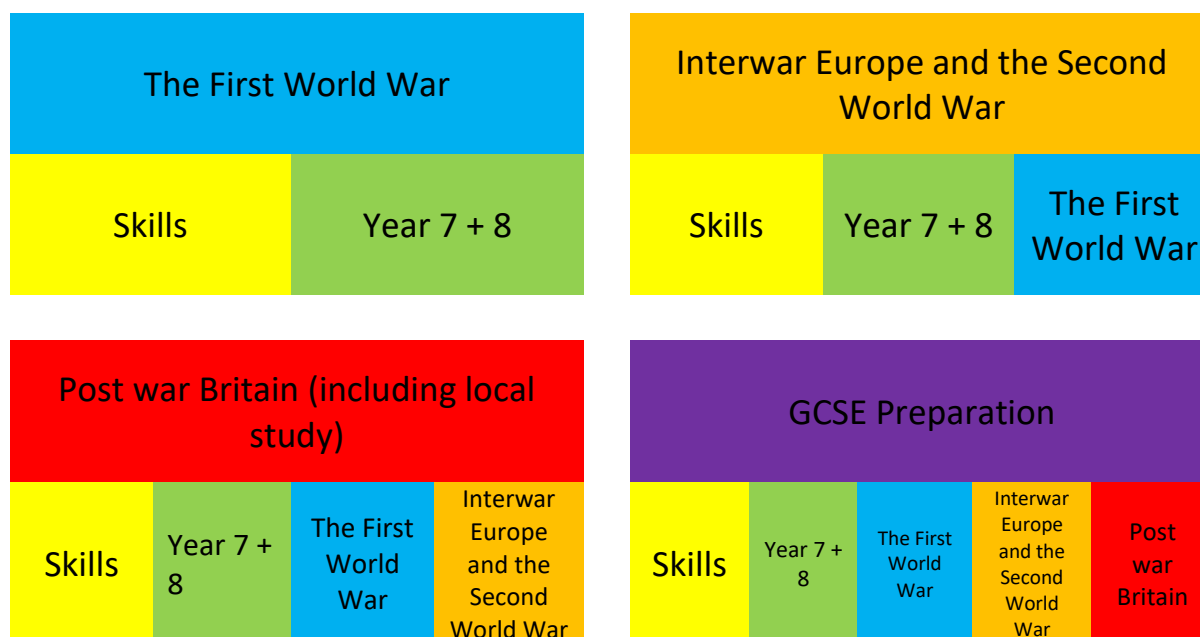 The First World War
Skills
Year 7 + 8
Interwar Europe and the Second
World War
Skills
Year 7 + 8
The First
World War
Post war Britain (including local
study)
Skills
Year 7 +
8
The First
World
War
Interwar
Europe
and the
Second
World War
GCSE Preparation
Skills
Year 7 +
8
The First
World
War
Interwar
Europe
and the
Second
World
War
Post
war
Britain